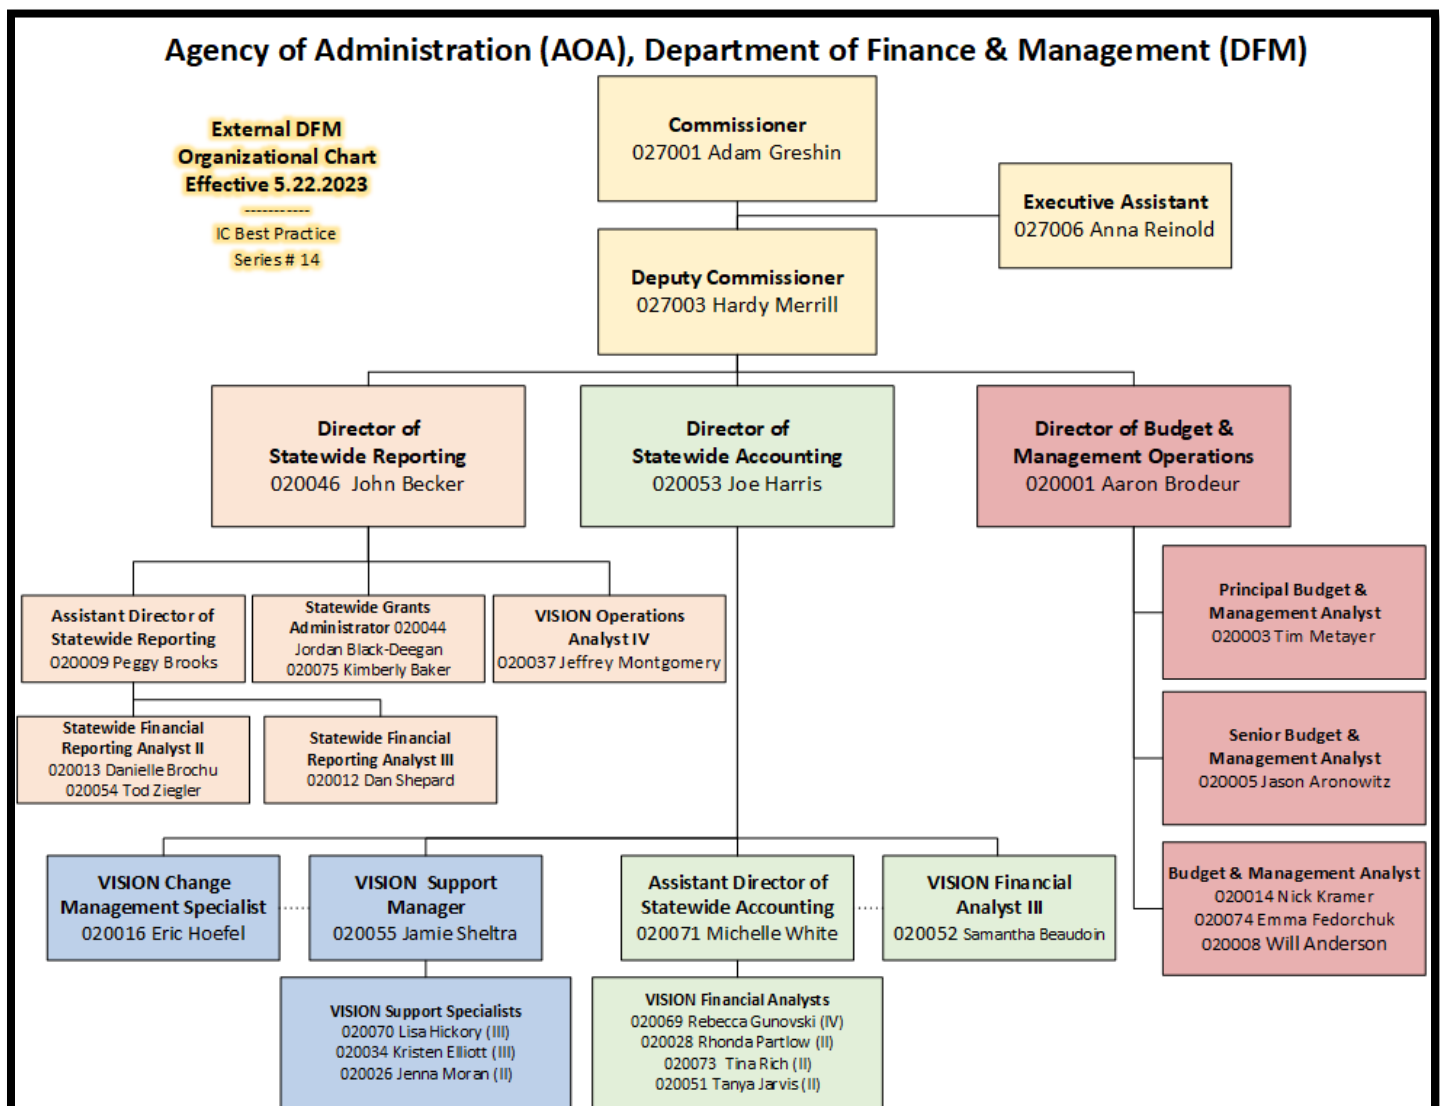 Agency of Administration (AOA), Department of Finance & Management (DFM)
External DFM
Organizational Chart
Effective 5.22.2023
-----------
IC Best Practice
Series # 14
Commissioner
027001 Adam Greshin
Executive Assistant
027006 Anna Reinold
Deputy Commissioner
027003 Hardy Merrill
Director of
Statewide Reporting
020046 John Becker
Director of
Statewide Accounting
020053 Joe Harris
Director of Budget &
Management Operations
020001 Aaron Brodeur
Assistant Director of
Statewide Reporting
020009 Peggy Brooks
Statewide Grants
Administrator 020044
Jordan Black-Deegan
020075 Kimberly Baker
VISION Operations
Analyst IV
020037 Jeffrey Montgomery
Principal Budget &
Management Analyst
020003 Tim Metayer
Statewide Financial
Reporting Analyst II
020013 Danielle Brochu
020054 Tod Ziegler
Statewide Financial
Reporting Analyst III
020012 Dan Shepard
Senior Budget &
Management Analyst
020005 Jason Aronowitz
VISION Change
Management Specialist
020016 Eric Hoefel
VISION Support
Manager
020055 Jamie Sheltra
Assistant Director of
Statewide Accounting
020071 Michelle White
VISION Financial
Analyst III
020052 Samantha Beaudoin
Budget & Management Analyst
020014 Nick Kramer
020074 Emma Fedorchuk
020008 Will Anderson
VISION Support Specialists
020070 Lisa Hickory (III)
020034 Kristen Elliott (III)
020026 Jenna Moran (II)
VISION Financial Analysts
020069 Rebecca Gunovski (IV)
020028 Rhonda Partlow (II)
020073 Tina Rich (II)
020051 Tanya Jarvis (II)